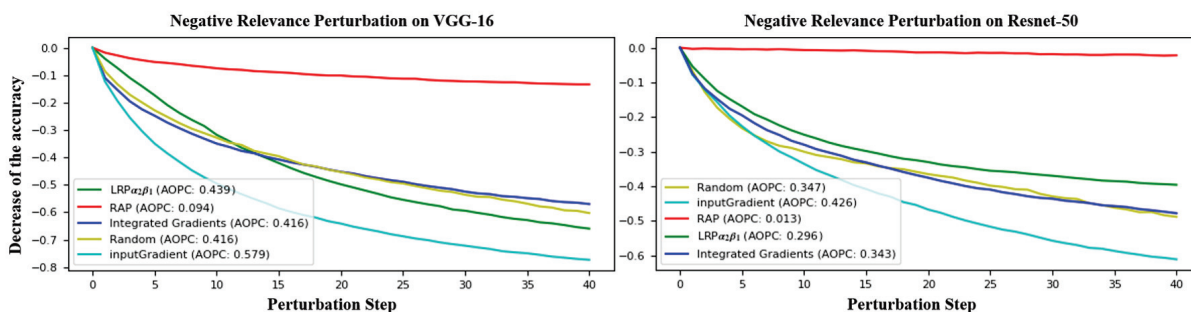 Negative Relevance Perturbation on VGG-16
Decrease of the accuracy
0.0
−0.1
−0.2
−0.3
−0.4
−0.5
−0.6
−0.7
−0.8
LRPα₂β₁ (AOPC: 0.439)
RAP (AOPC: 0.094)
Integrated Gradients (AOPC: 0.416)
Random (AOPC: 0.416)
inputGradient (AOPC: 0.579)
0 5 10 15 20 25 30 35 40
Perturbation Step
Negative Relevance Perturbation on Resnet-50
0.0
−0.1
−0.2
−0.3
−0.4
−0.5
−0.6
Random (AOPC: 0.347)
inputGradient (AOPC: 0.426)
RAP (AOPC: 0.013)
LRPα₂β₁ (AOPC: 0.296)
Integrated Gradients (AOPC: 0.343)
0 5 10 15 20 25 30 35 40
Perturbation Step